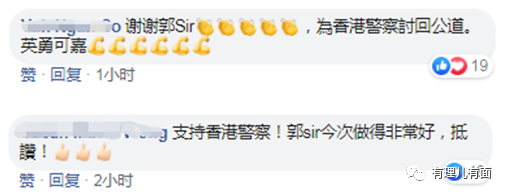 谢谢郭Sir👏👏👏👏👏，為香港警察討回公道。
英勇可嘉💪💪💪💪💪💪
19
赞 · 回复 · 1小时
支持香港警察！郭sir今次做得非常好，抵
讚！👍🏻👍🏻👍🏻
赞 · 回复 · 2小时
有理儿有面